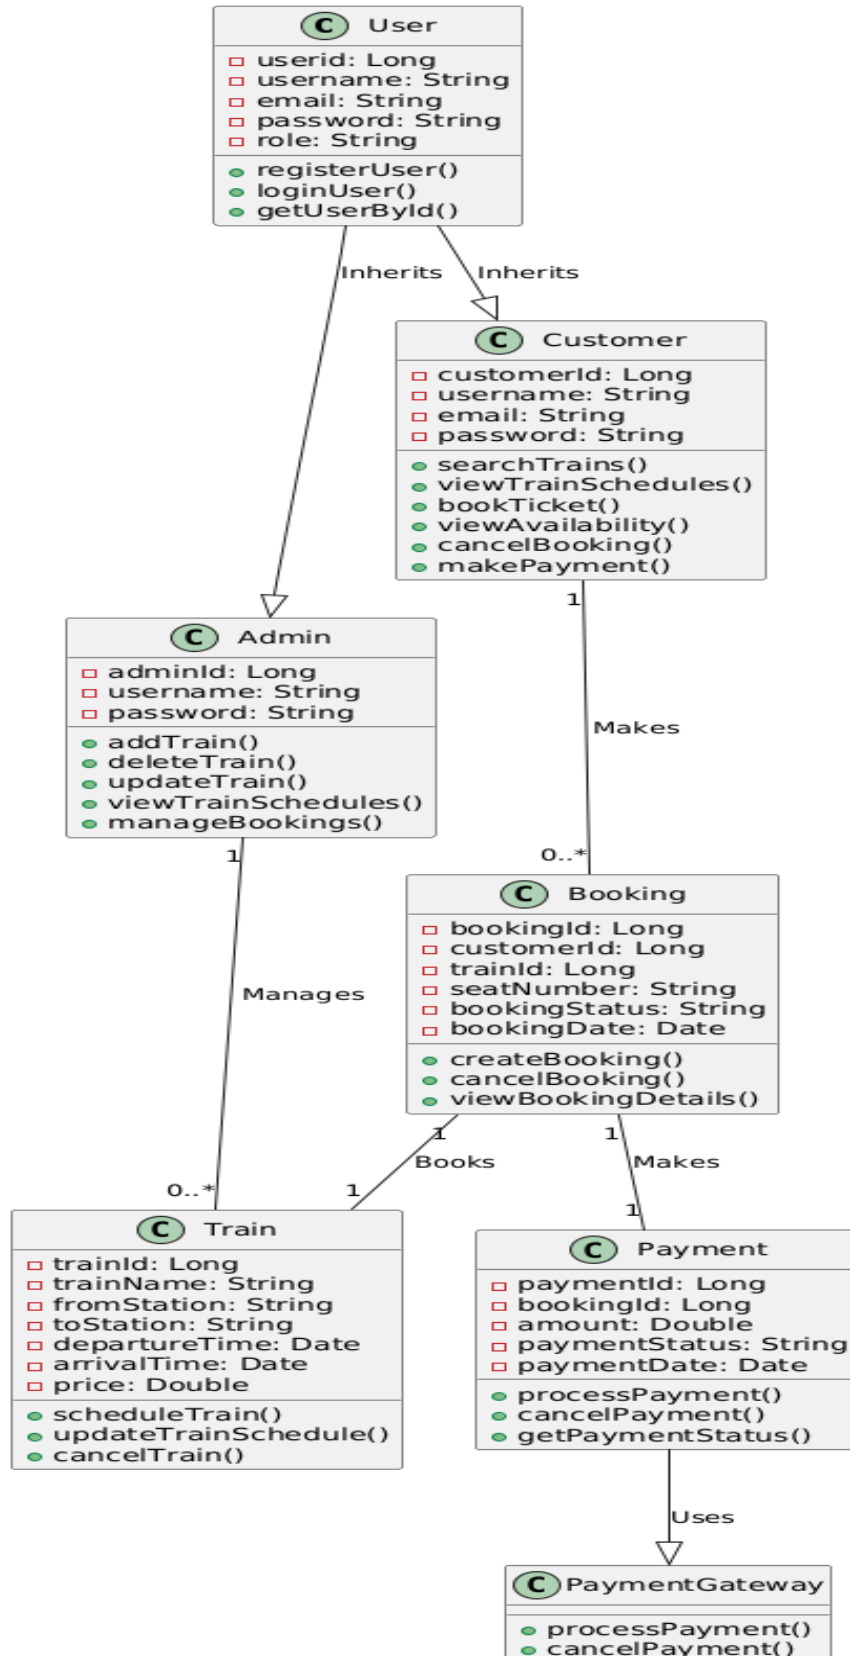 C User
userid: Long
username: String
email: String
password: String
role: String
registerUser()
loginUser()
getUserById()
Inherits
Inherits
C Customer
customerId: Long
username: String
email: String
password: String
searchTrains()
viewTrainSchedules()
bookTicket()
viewAvailability()
cancelBooking()
makePayment()
1
C Admin
adminId: Long
username: String
password: String
addTrain()
deleteTrain()
updateTrain()
viewTrainSchedules()
manageBookings()
Makes
1
0..*
C Booking
bookingId: Long
customerId: Long
trainId: Long
seatNumber: String
bookingStatus: String
bookingDate: Date
createBooking()
cancelBooking()
viewBookingDetails()
Manages
1
1
Books
Makes
0..*
1
1
C Train
trainId: Long
trainName: String
fromStation: String
toStation: String
departureTime: Date
arrivalTime: Date
price: Double
scheduleTrain()
updateTrainSchedule()
cancelTrain()
C Payment
paymentId: Long
bookingId: Long
amount: Double
paymentStatus: String
paymentDate: Date
processPayment()
cancelPayment()
getPaymentStatus()
Uses
C PaymentGateway
processPayment()
cancelPayment()